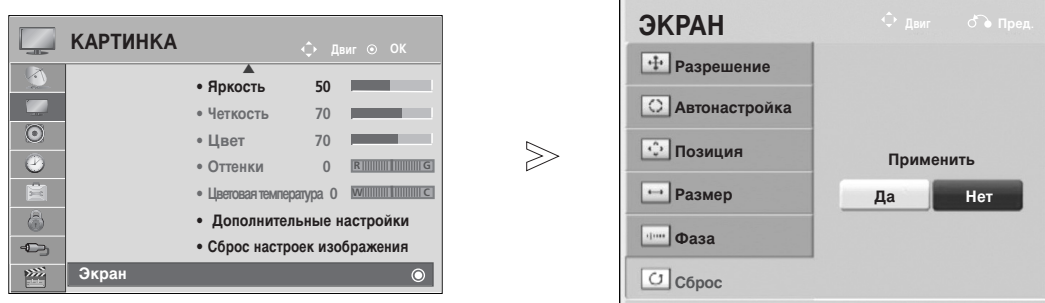 КАРТИНКА
Двиг OK
• Яркость 50
• Четкость 70
• Цвет 70
• Оттенки 0 R G
• Цветовая температура 0 W C
• Дополнительные настройки
• Сброс настроек изображения
Экран
ЭКРАН
Двиг Пред.
Разрешение
Автонастройка
Позиция
Размер
Фаза
Сброс
Применить
Да Нет